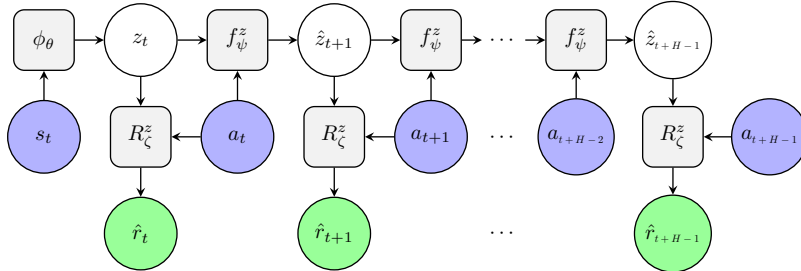 ϕ_θ z_t f_ψ^z ẑ_{t+1} f_ψ^z ⋯ f_ψ^z ẑ_{t+H−1}
s_t R_ζ^z a_t R_ζ^z a_{t+1} ⋯ a_{t+H−2} R_ζ^z a_{t+H−1}
r̂_t r̂_{t+1} ⋯ r̂_{t+H−1}